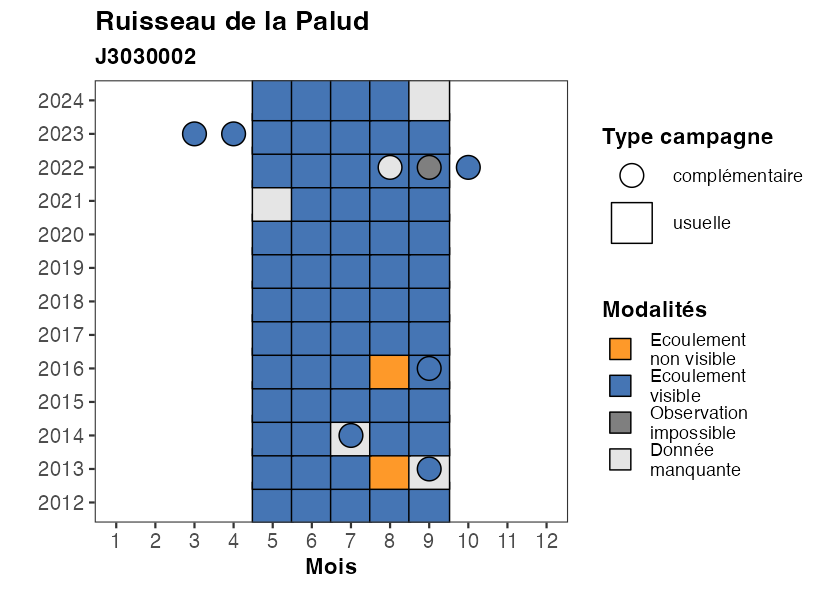 Ruisseau de la Palud
J3030002
2024
2023
2022
2021
2020
2019
2018
2017
2016
2015
2014
2013
2012
1 2 3 4 5 6 7 8 9 10 11 12
Mois
Type campagne
complémentaire
usuelle
Modalités
Ecoulement
non visible
Ecoulement
visible
Observation
impossible
Donnée
manquante